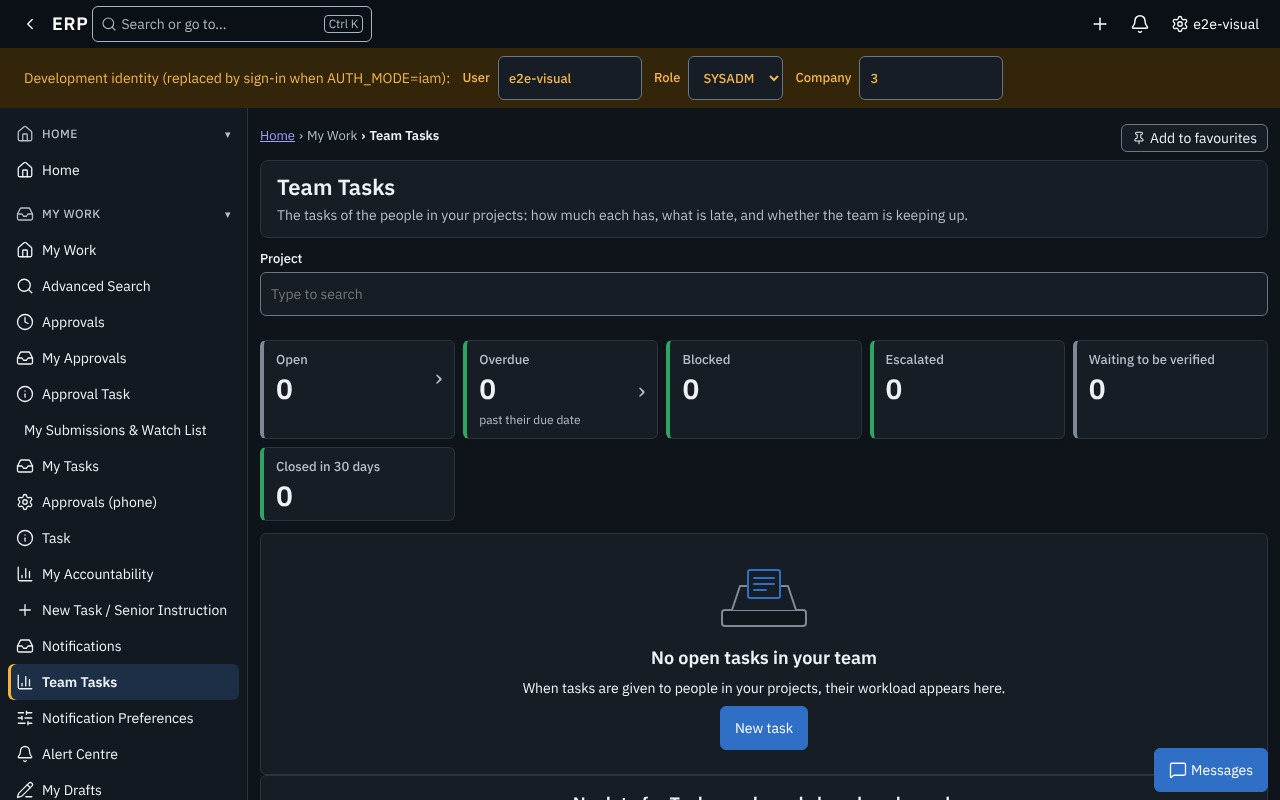 ERP
Search or go to...
Ctrl K
e2e-visual
Development identity (replaced by sign-in when AUTH_MODE=iam):
User
e2e-visual
Role
SYSADM
Company
3
HOME
Home
MY WORK
My Work
Advanced Search
Approvals
My Approvals
Approval Task
My Submissions & Watch List
My Tasks
Approvals (phone)
Task
My Accountability
New Task / Senior Instruction
Notifications
Team Tasks
Notification Preferences
Alert Centre
My Drafts
Home › My Work › Team Tasks
Add to favourites
Team Tasks
The tasks of the people in your projects: how much each has, what is late, and whether the team is keeping up.
Project
Type to search
Open
0
Overdue
0
past their due date
Blocked
0
Escalated
0
Waiting to be verified
0
Closed in 30 days
0
No open tasks in your team
When tasks are given to people in your projects, their workload appears here.
New task
Messages